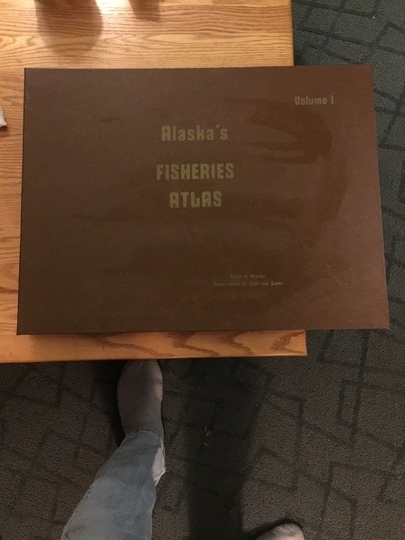 Volume I
Alaska's
FISHERIES
ATLAS
State of Alaska
Department of Fish and Game